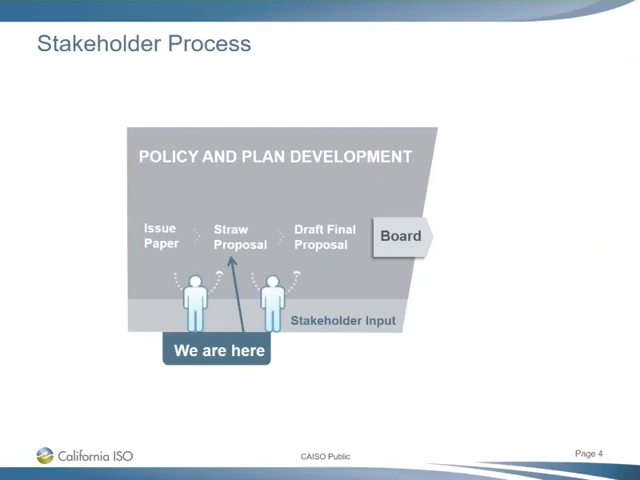 Stakeholder Process
POLICY AND PLAN DEVELOPMENT
Issue
Paper
Straw
Proposal
Draft Final
Proposal
Board
Stakeholder Input
We are here
California ISO
CAISO Public
Page 4